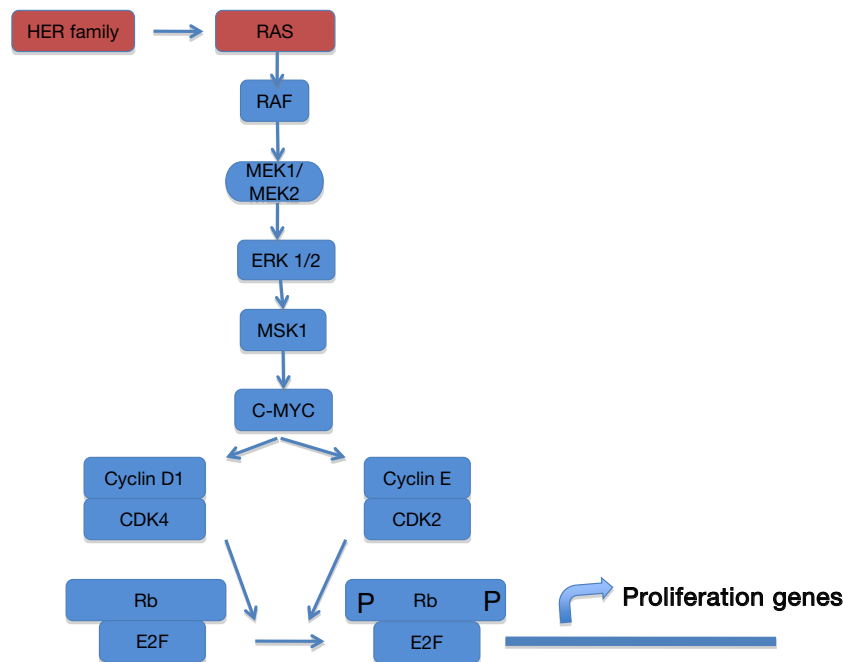 HER family
RAS
RAF
MEK1/
MEK2
ERK 1/2
MSK1
C-MYC
Cyclin D1
Cyclin E
CDK4
CDK2
Rb
P Rb P
Proliferation genes
E2F
E2F